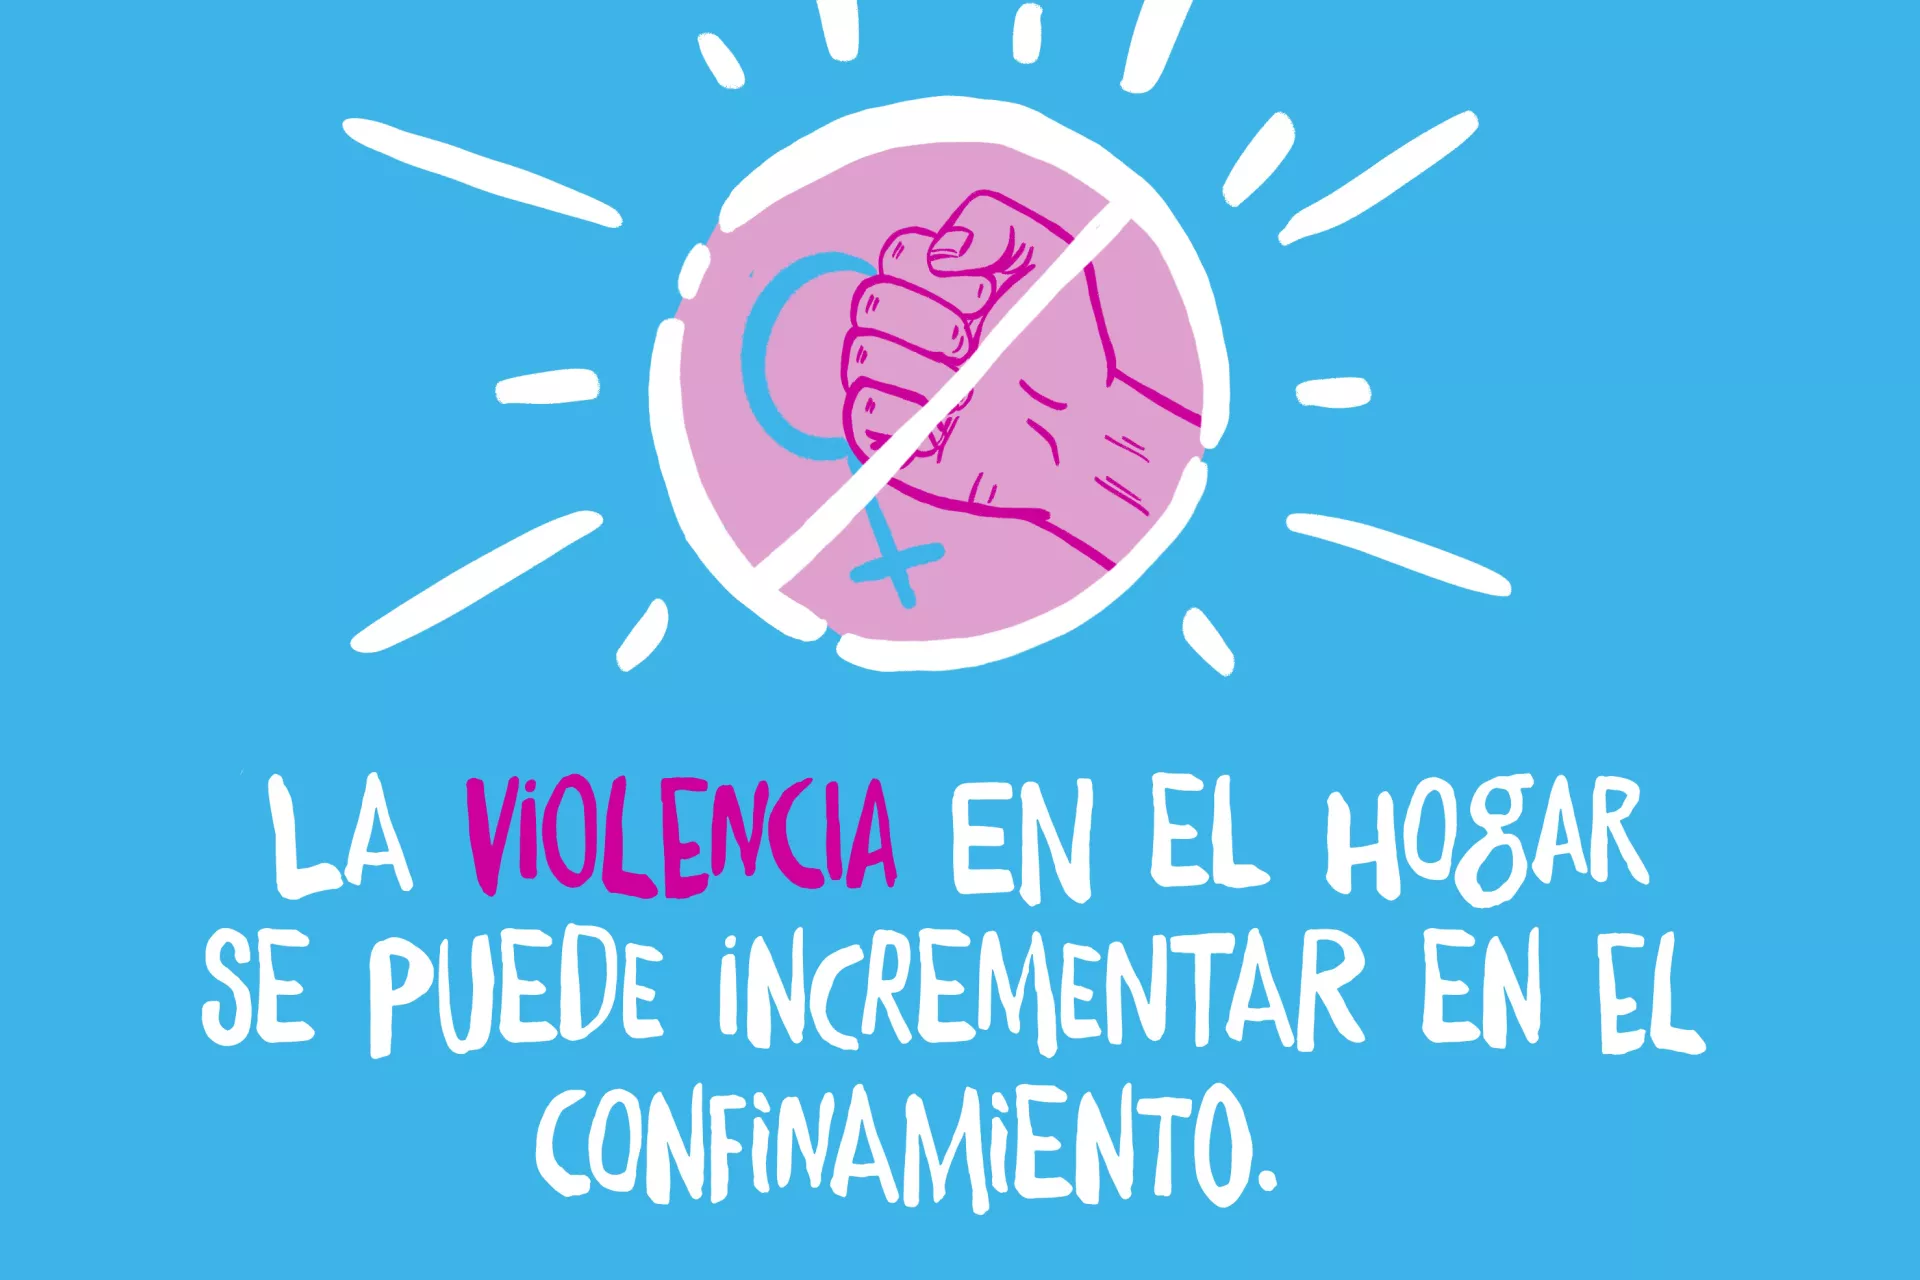 LA VIOLENCIA EN EL HOGAR
SE PUEDE INCREMENTAR EN EL
CONFINAMIENTO.